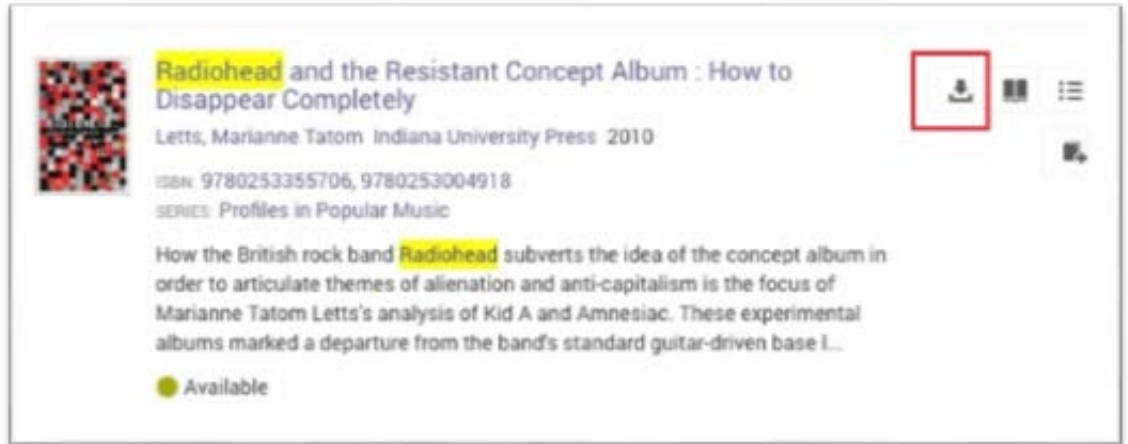 Radiohead and the Resistant Concept Album : How to
Disappear Completely
Letts, Marianne Tatom Indiana University Press 2010
ISBN: 9780253355706, 9780253004918
SERIES: Profiles in Popular Music
How the British rock band Radiohead subverts the idea of the concept album in
order to articulate themes of alienation and anti-capitalism is the focus of
Marianne Tatom Letts's analysis of Kid A and Amnesiac. These experimental
albums marked a departure from the band's standard guitar-driven base l...
Available